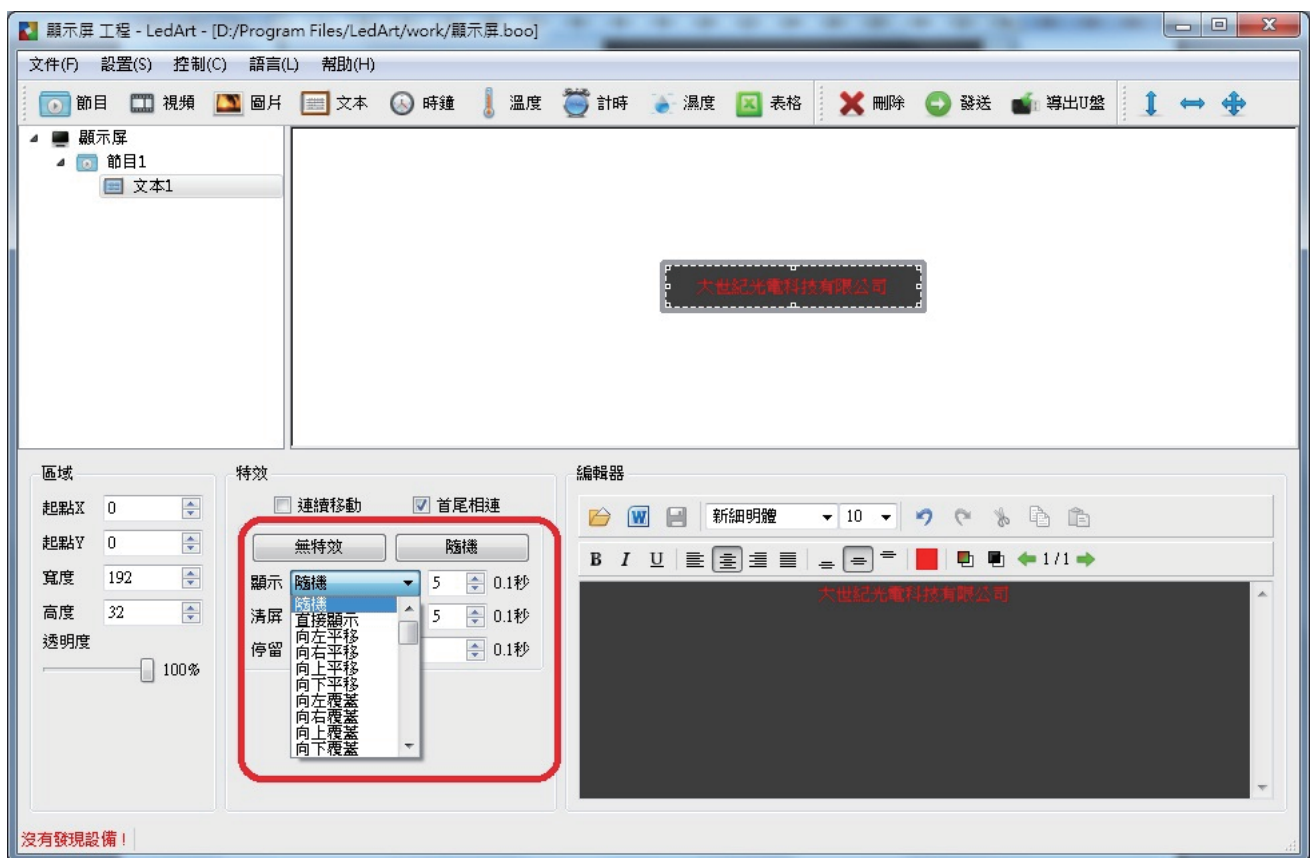 顯示屏 工程 - LedArt - [D:/Program Files/LedArt/work/顯示屏.boo]
文件(F) 設置(S) 控制(C) 語言(L) 幫助(H)
節目 視頻 圖片 文本 時鐘 溫度 計時 濕度 表格 刪除 發送 導出U盤
顯示屏
節目1
文本1
大世紀光電科技有限公司
區域
起點X 0
起點Y 0
寬度 192
高度 32
透明度
100%
特效
連續移動 首尾相連
無特效 隨機
顯示 隨機 5 0.1秒
清屏 5 0.1秒
停留 0.1秒
隨機
直接顯示
向左平移
向右平移
向上平移
向下平移
向左覆蓋
向右覆蓋
向上覆蓋
向下覆蓋
編輯器
W 新細明體 10
B I U 1/1
大世紀光電科技有限公司
沒有發現設備！